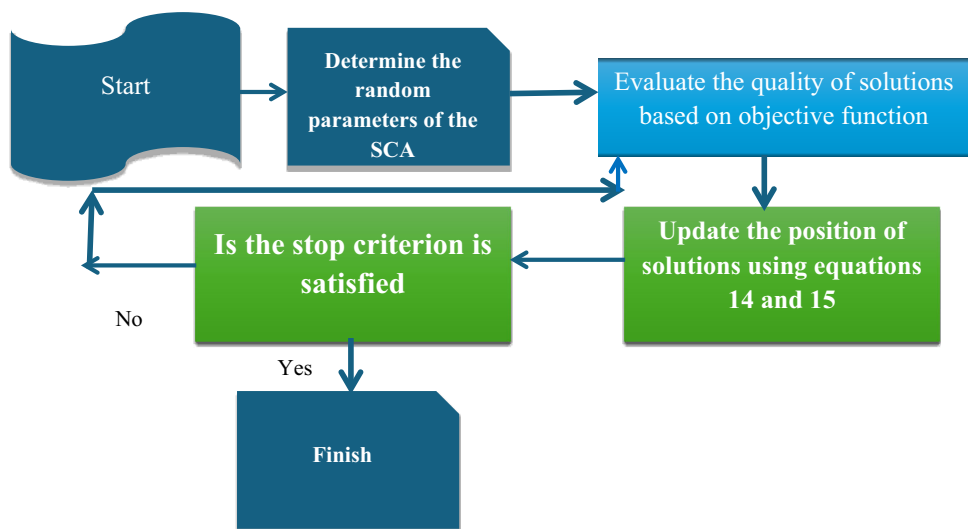 Start
Determine the
random
parameters of the
SCA
Evaluate the quality of solutions
based on objective function
Update the position of
solutions using equations
14 and 15
Is the stop criterion is
satisfied
No
Yes
Finish